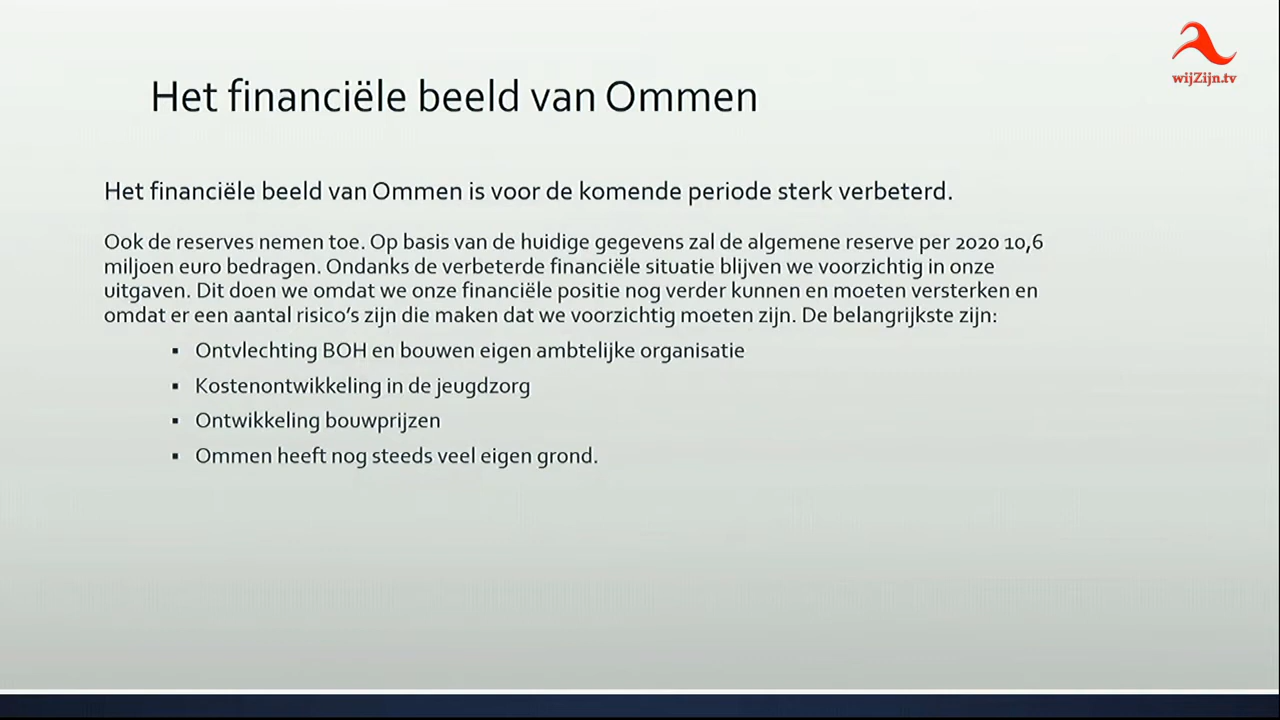 wijZijn.tv
Het financiële beeld van Ommen
Het financiële beeld van Ommen is voor de komende periode sterk verbeterd.
Ook de reserves nemen toe. Op basis van de huidige gegevens zal de algemene reserve per 2020 10,6
miljoen euro bedragen. Ondanks de verbeterde financiële situatie blijven we voorzichtig in onze
uitgaven. Dit doen we omdat we onze financiële positie nog verder kunnen en moeten versterken en
omdat er een aantal risico's zijn die maken dat we voorzichtig moeten zijn. De belangrijkste zijn:
▪ Ontvlechting BOH en bouwen eigen ambtelijke organisatie
▪ Kostenontwikkeling in de jeugdzorg
▪ Ontwikkeling bouwprijzen
▪ Ommen heeft nog steeds veel eigen grond.